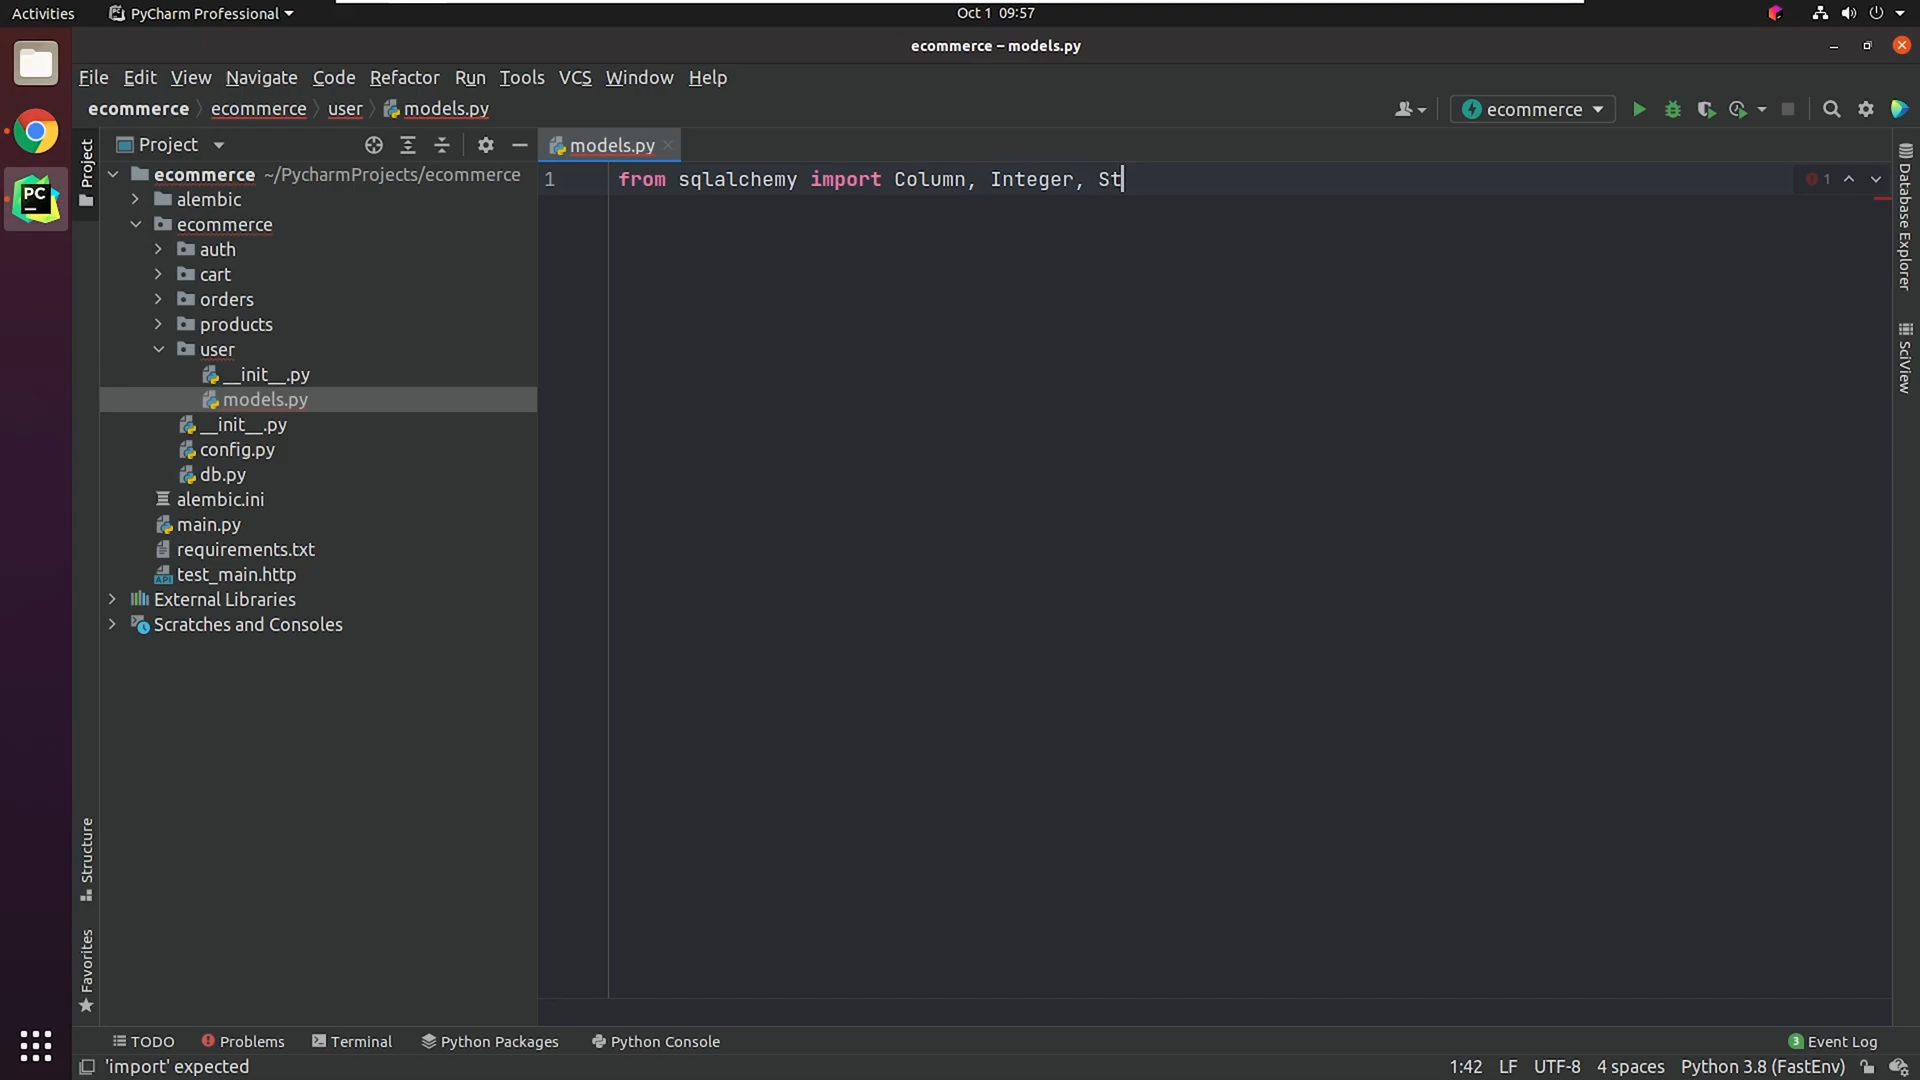 Activities PyCharm Professional Oct 1 09:57
ecommerce – models.py
File Edit View Navigate Code Refactor Run Tools VCS Window Help
ecommerce ecommerce user models.py ecommerce
Project models.py
Project
ecommerce ~/PycharmProjects/ecommerce
1 from sqlalchemy import Column, Integer, St 1
alembic
ecommerce
auth
cart
orders
products
user
__init__.py
models.py
__init__.py
config.py
db.py
alembic.ini
main.py
requirements.txt
test_main.http
API
External Libraries
Scratches and Consoles
PC
Structure
Favorites
Database Explorer
SciView
TODO Problems Terminal Python Packages Python Console 3 Event Log
'import' expected 1:42 LF UTF-8 4 spaces Python 3.8 (FastEnv)